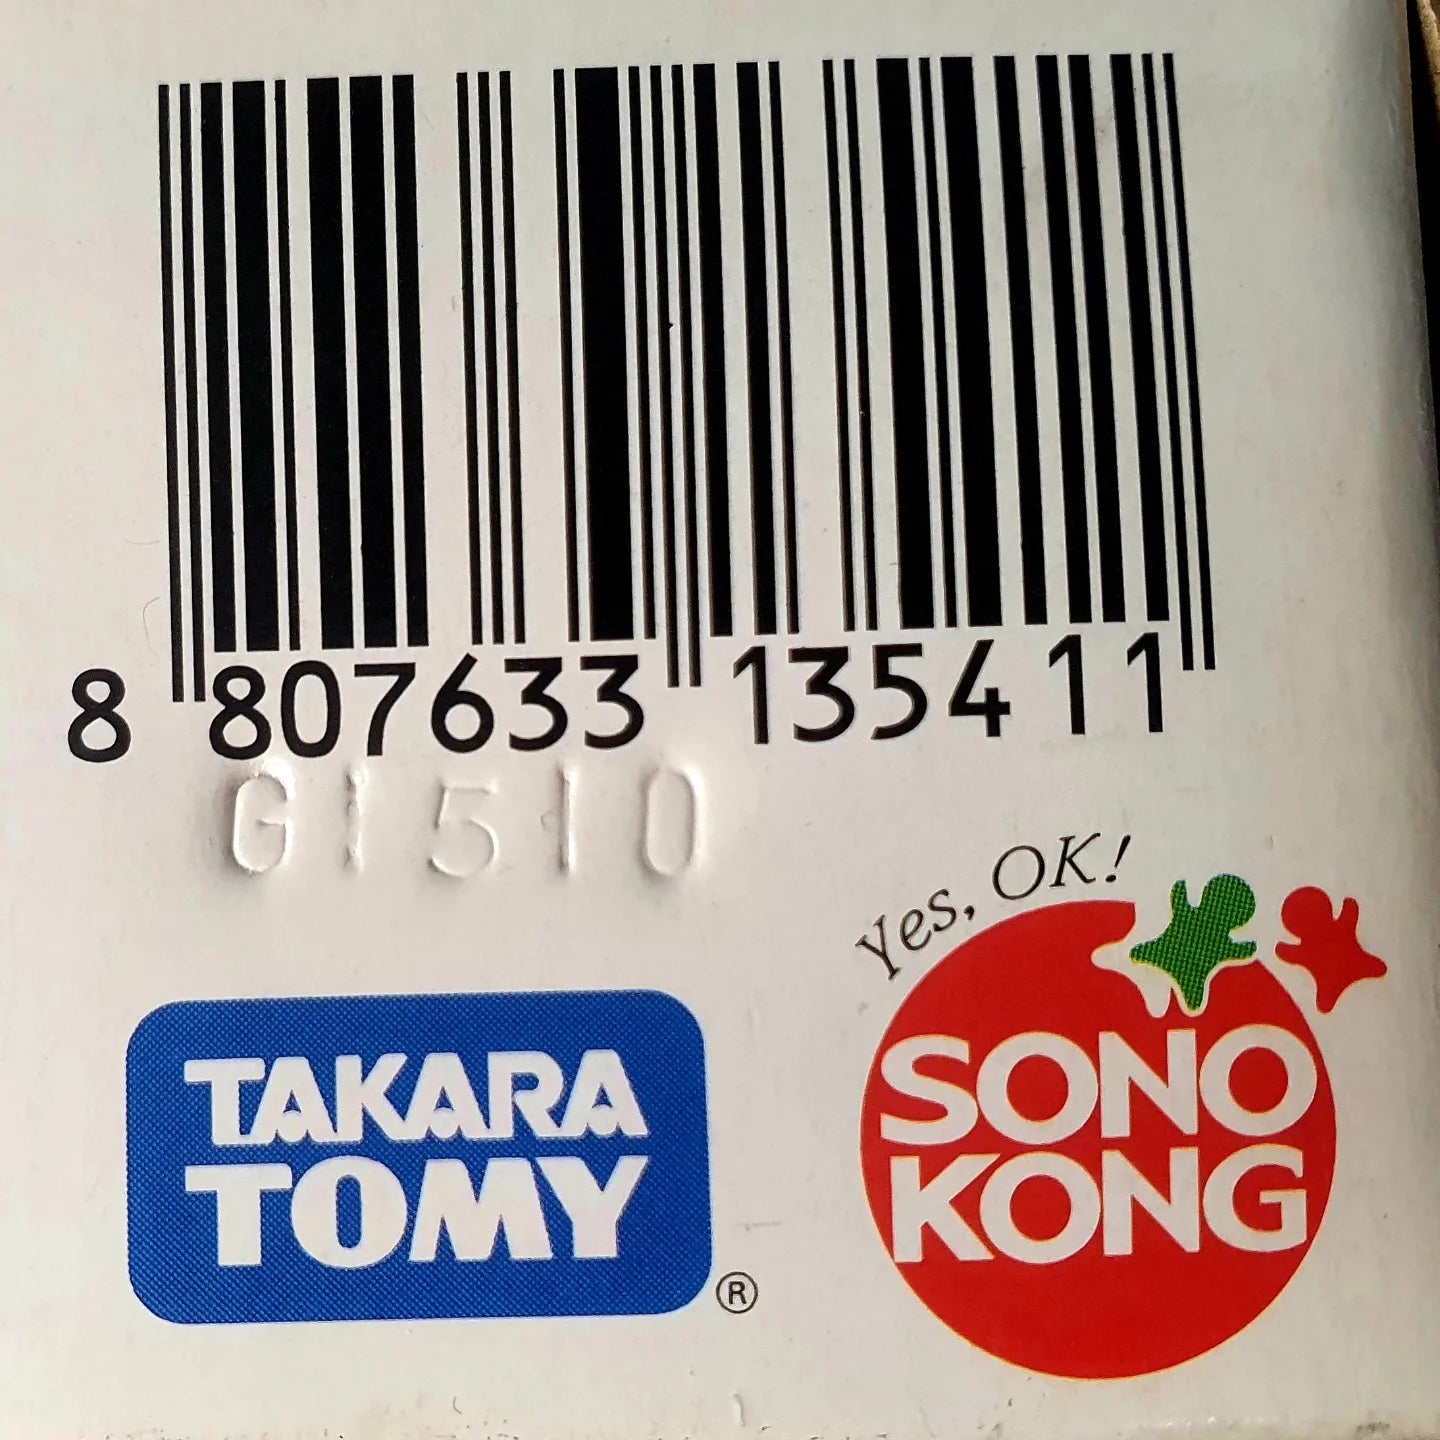 8 807633 135411
G1510
Yes, OK!
TAKARA
TOMY
®
SONO
KONG